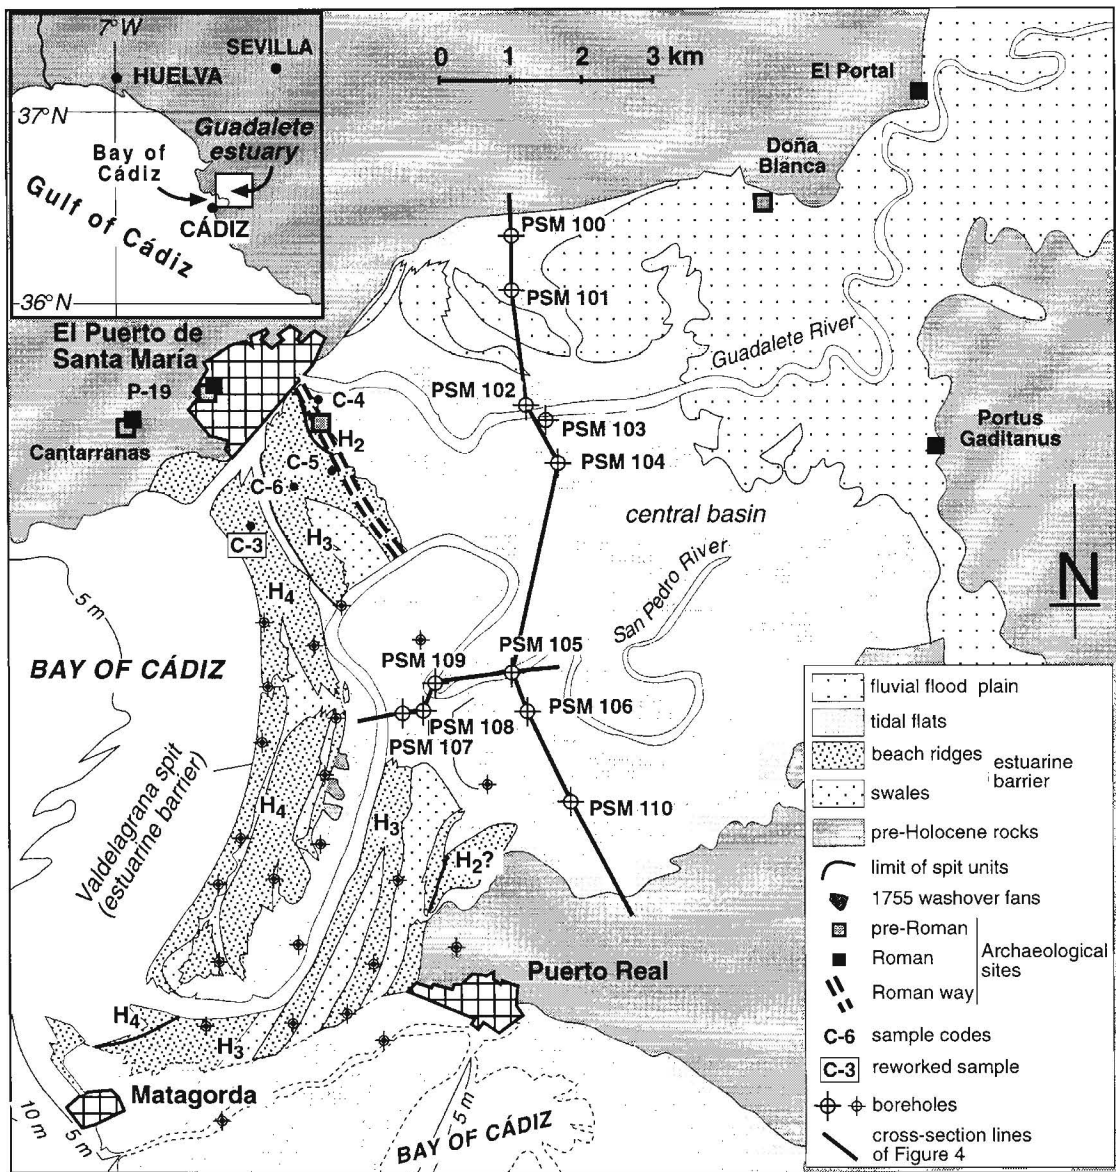 7°W
SEVILLA
HUELVA
37°N
Guadalete
estuary
Bay of
Cádiz
CÁDIZ
Gulf of Cádiz
36°N
0 1 2 3 km
El Portal
Doña
Blanca
PSM 100
PSM 101
El Puerto de
Santa María
P-19
Cantarranas
Guadalete River
PSM 102
PSM 103
PSM 104
Portus
Gaditanus
C-4
H2
C-5
C-6
C-3
H3
H4
central basin
San Pedro River
N
5 m
BAY OF CÁDIZ
PSM 109
PSM 105
PSM 106
PSM 108
PSM 107
PSM 110
Valdelagrana spit
(estuarine barrier)
H4
H3
H2?
Puerto Real
H4
H3
Matagorda
10 m
5 m
5 m
BAY OF CÁDIZ
fluvial flood plain
tidal flats
beach ridges
estuarine
barrier
swales
pre-Holocene rocks
limit of spit units
1755 washover fans
pre-Roman
Roman
Archaeological
sites
Roman way
C-6 sample codes
C-3 reworked sample
boreholes
cross-section lines
of Figure 4